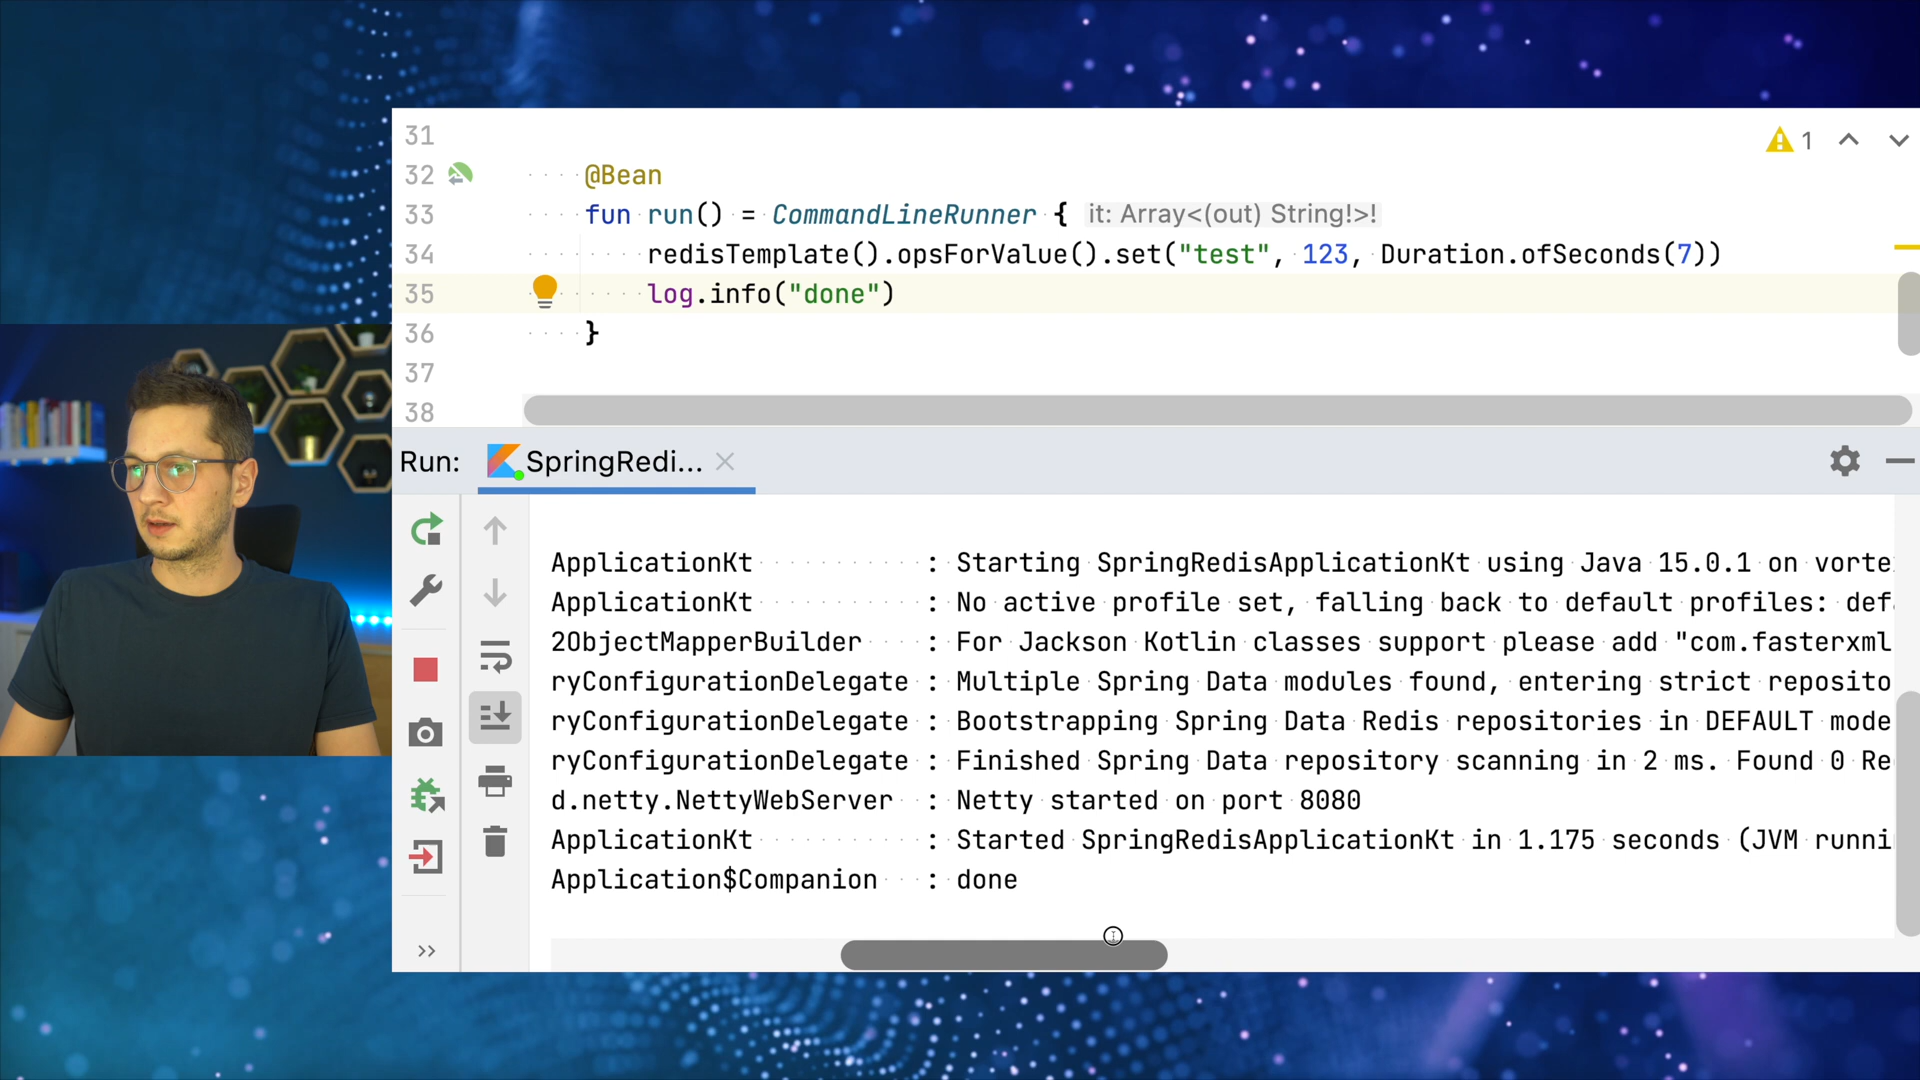 31
32 @Bean
33 fun run() = CommandLineRunner { it: Array<(out) String!>!
34 redisTemplate().opsForValue().set("test", 123, Duration.ofSeconds(7))
35 log.info("done")
36 }
37
38
1
Run: SpringRedi...
ApplicationKt : Starting SpringRedisApplicationKt using Java 15.0.1 on vorte
ApplicationKt : No active profile set, falling back to default profiles: def
2ObjectMapperBuilder : For Jackson Kotlin classes support please add "com.fasterxml
ryConfigurationDelegate : Multiple Spring Data modules found, entering strict reposito
ryConfigurationDelegate : Bootstrapping Spring Data Redis repositories in DEFAULT mode
ryConfigurationDelegate : Finished Spring Data repository scanning in 2 ms. Found 0 Re
d.netty.NettyWebServer : Netty started on port 8080
ApplicationKt : Started SpringRedisApplicationKt in 1.175 seconds (JVM runni
Application$Companion : done